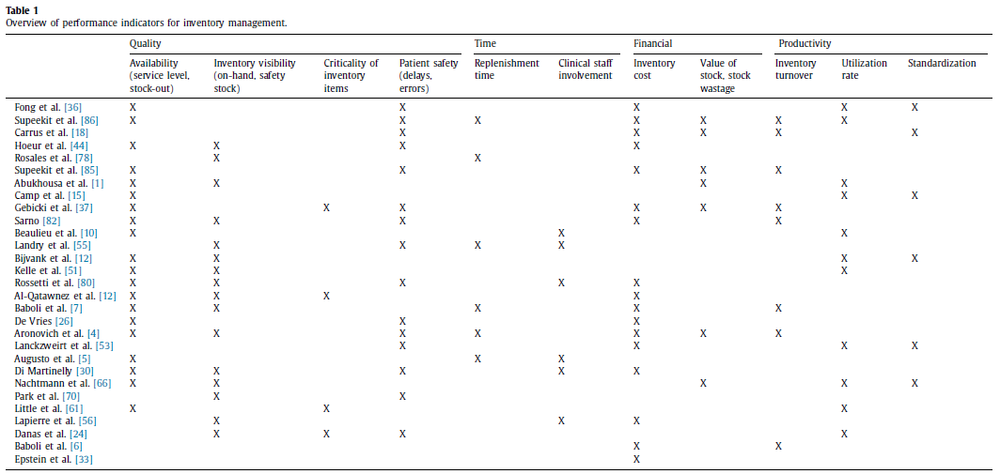 Table 1
Overview of performance indicators for inventory management.
Quality Time Financial Productivity
Availability Inventory visibility Criticality of Patient safety Replenishment Clinical staff Inventory Value of Inventory Utilization Standardization
(service level, (on-hand, safety inventory (delays, time involvement cost stock, stock turnover rate
stock-out) stock) items errors) wastage
Fong et al. [36] X X X X X
Supeekit et al. [86] X X X X X X X
Carrus et al. [18] X X X X X
Hoeur et al. [44] X X X X
Rosales et al. [78] X X
Supeekit et al. [85] X X X X X
Abukhousa et al. [1] X X X X
Camp et al. [15] X X X
Gebicki et al. [37] X X X X X X
Sarno [82] X X X X X
Beaulieu et al. [10] X X X
Landry et al. [55] X X X X
Bijvank et al. [12] X X X X
Kelle et al. [51] X X X
Rossetti et al. [80] X X X X X
Al-Qatawnez et al. [12] X X X X
Baboli et al. [7] X X X X X
De Vries [26] X X X
Aronovich et al. [4] X X X X X X X
Lanckzweirt et al. [53] X X X X
Augusto et al. [5] X X X
Di Martinelly [30] X X X X X
Nachtmann et al. [66] X X X X X
Park et al. [70] X X
Little et al. [61] X X X
Lapierre et al. [56] X X X
Danas et al. [24] X X X X
Baboli et al. [6] X X
Epstein et al. [33] X